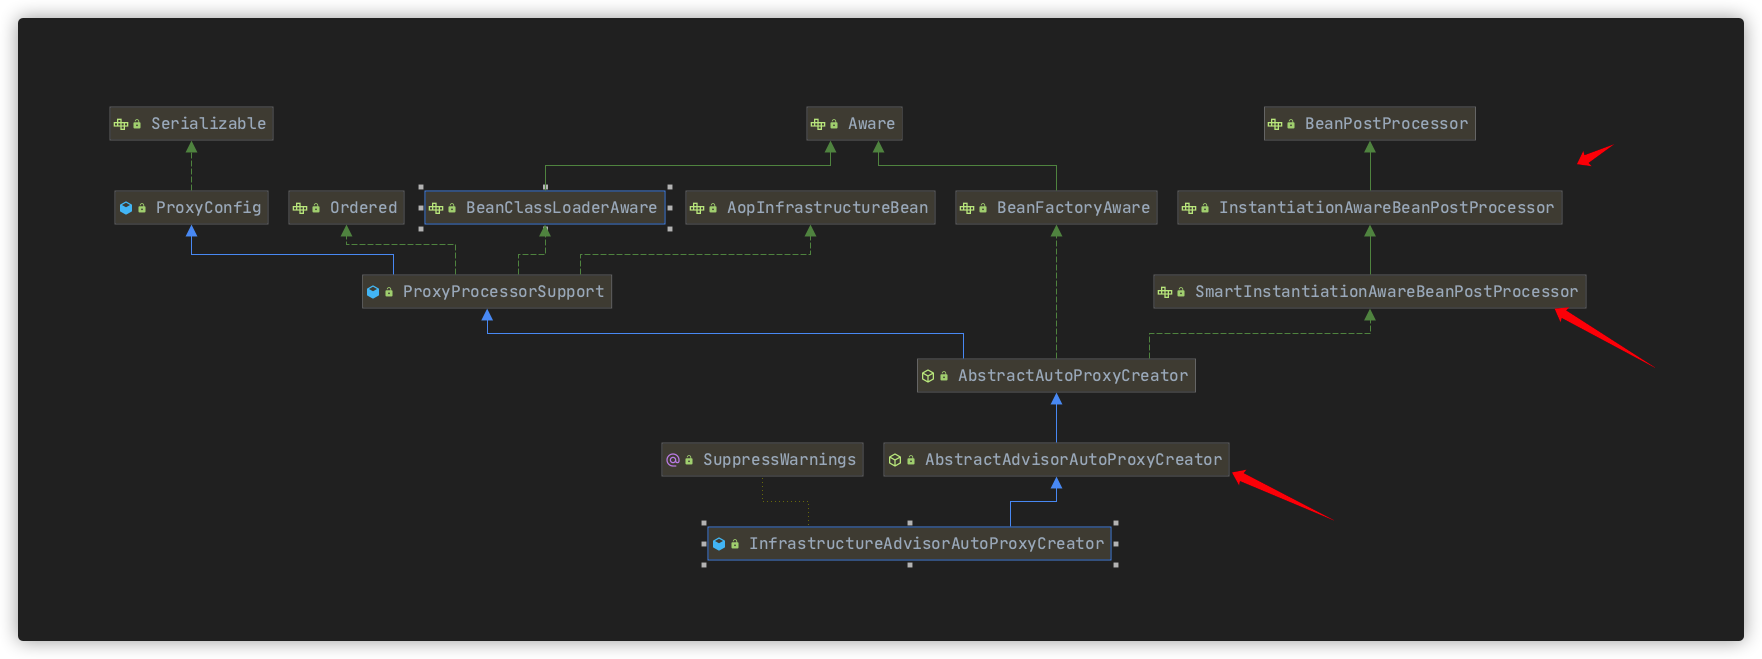 Serializable
Aware
BeanPostProcessor
ProxyConfig
Ordered
BeanClassLoaderAware
AopInfrastructureBean
BeanFactoryAware
InstantiationAwareBeanPostProcessor
ProxyProcessorSupport
SmartInstantiationAwareBeanPostProcessor
AbstractAutoProxyCreator
SuppressWarnings
AbstractAdvisorAutoProxyCreator
InfrastructureAdvisorAutoProxyCreator